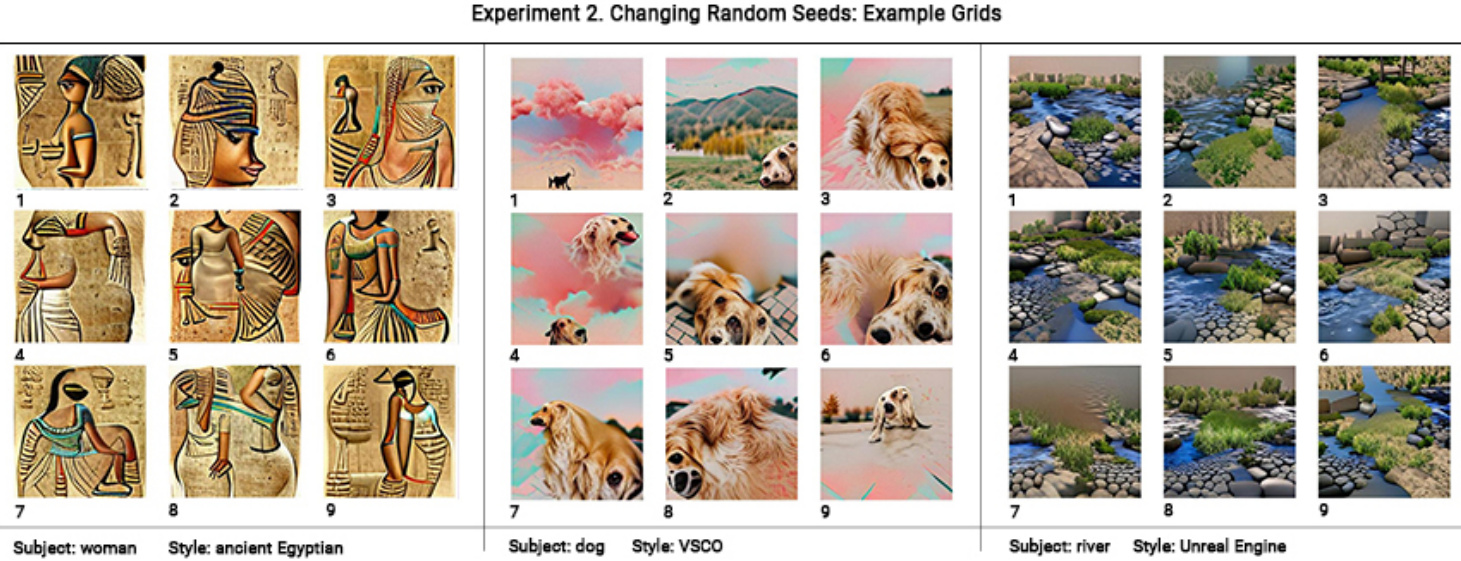 Experiment 2. Changing Random Seeds: Example Grids
1 2 3
4 5 6
7 8 9
Subject: woman Style: ancient Egyptian
1 2 3
4 5 6
7 8 9
Subject: dog Style: VSCO
1 2 3
4 5 6
7 8 9
Subject: river Style: Unreal Engine